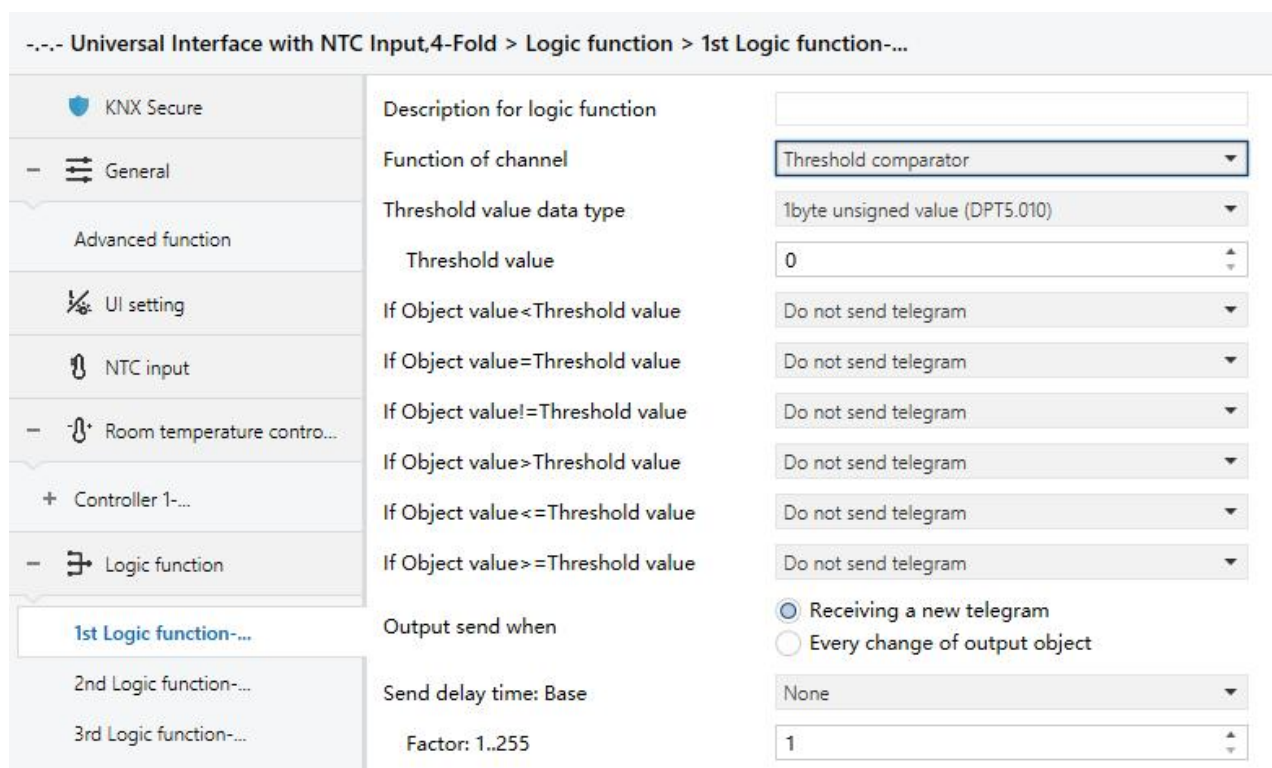 -.-.- Universal Interface with NTC Input,4-Fold > Logic function > 1st Logic function-...
KNX Secure
General
Advanced function
UI setting
NTC input
Room temperature contro...
Controller 1-...
Logic function
1st Logic function-...
2nd Logic function-...
3rd Logic function-...
Description for logic function
Function of channel Threshold comparator
Threshold value data type 1byte unsigned value (DPT5.010)
Threshold value 0
If Object value<Threshold value Do not send telegram
If Object value=Threshold value Do not send telegram
If Object value!=Threshold value Do not send telegram
If Object value>Threshold value Do not send telegram
If Object value<=Threshold value Do not send telegram
If Object value>=Threshold value Do not send telegram
Output send when
Receiving a new telegram
Every change of output object
Send delay time: Base None
Factor: 1..255 1